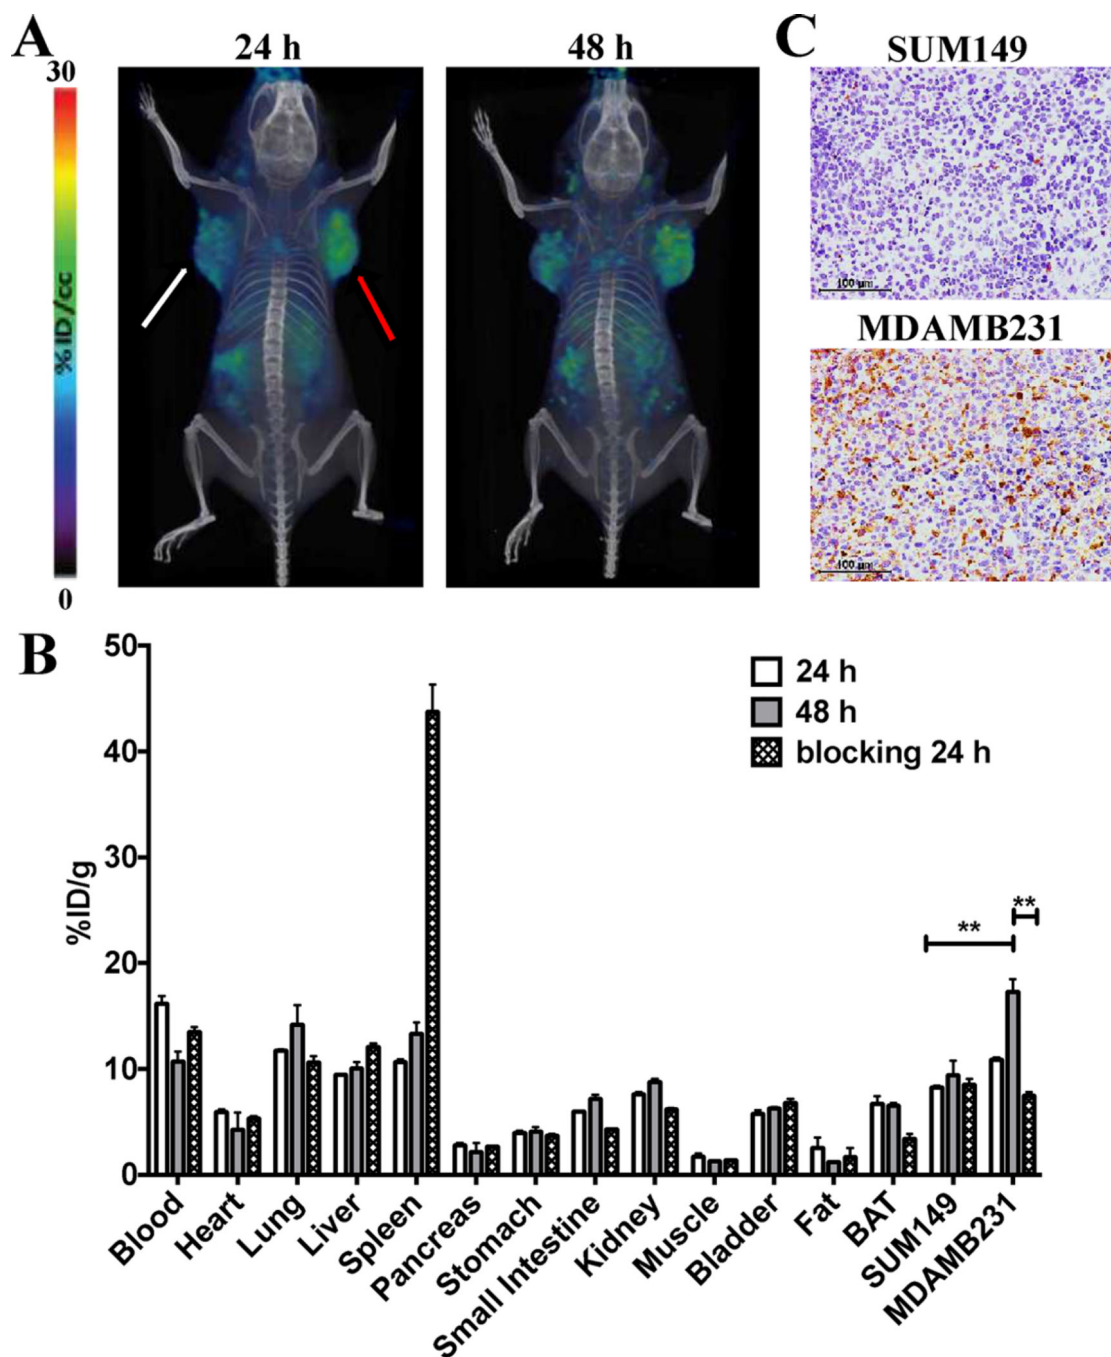 A
24 h
48 h
C
SUM149
30
%ID/cc
0
100 µm
MDAMB231
100 µm
B
50
40
30
20
10
0
%ID/g
24 h
48 h
blocking 24 h
**
**
Blood
Heart
Lung
Liver
Spleen
Pancreas
Stomach
Small Intestine
Kidney
Muscle
Bladder
Fat
BAT
SUM149
MDAMB231